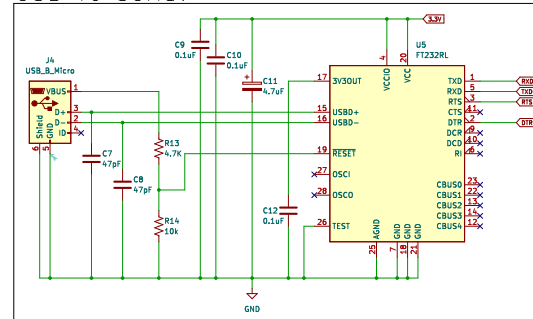 3.3V
J4
USB_B_Micro
VBUS 1
D+ 3
D- 2
ID 4
Shield
GND
6
5
C9
0.1uF
C10
0.1uF
C11
4.7uF
+
C7
47pF
C8
47pF
R13
4.7K
R14
10k
C12
0.1uF
GND
U5
FT232RL
4
20
VCCIO
VCC
17 3V3OUT
15 USBD+
16 USBD-
19 RESET
27 OSCI
28 OSCO
26 TEST
TXD 1 RXD
RXD 5 TXD
RTS 3 RTS
CTS 11
DTR 2 DTR
DCR 9
DCD 10
RI 6
CBUS0 23
CBUS1 22
CBUS2 13
CBUS3 14
CBUS4 12
AGND
GND
GND
GND
25
7
18
21